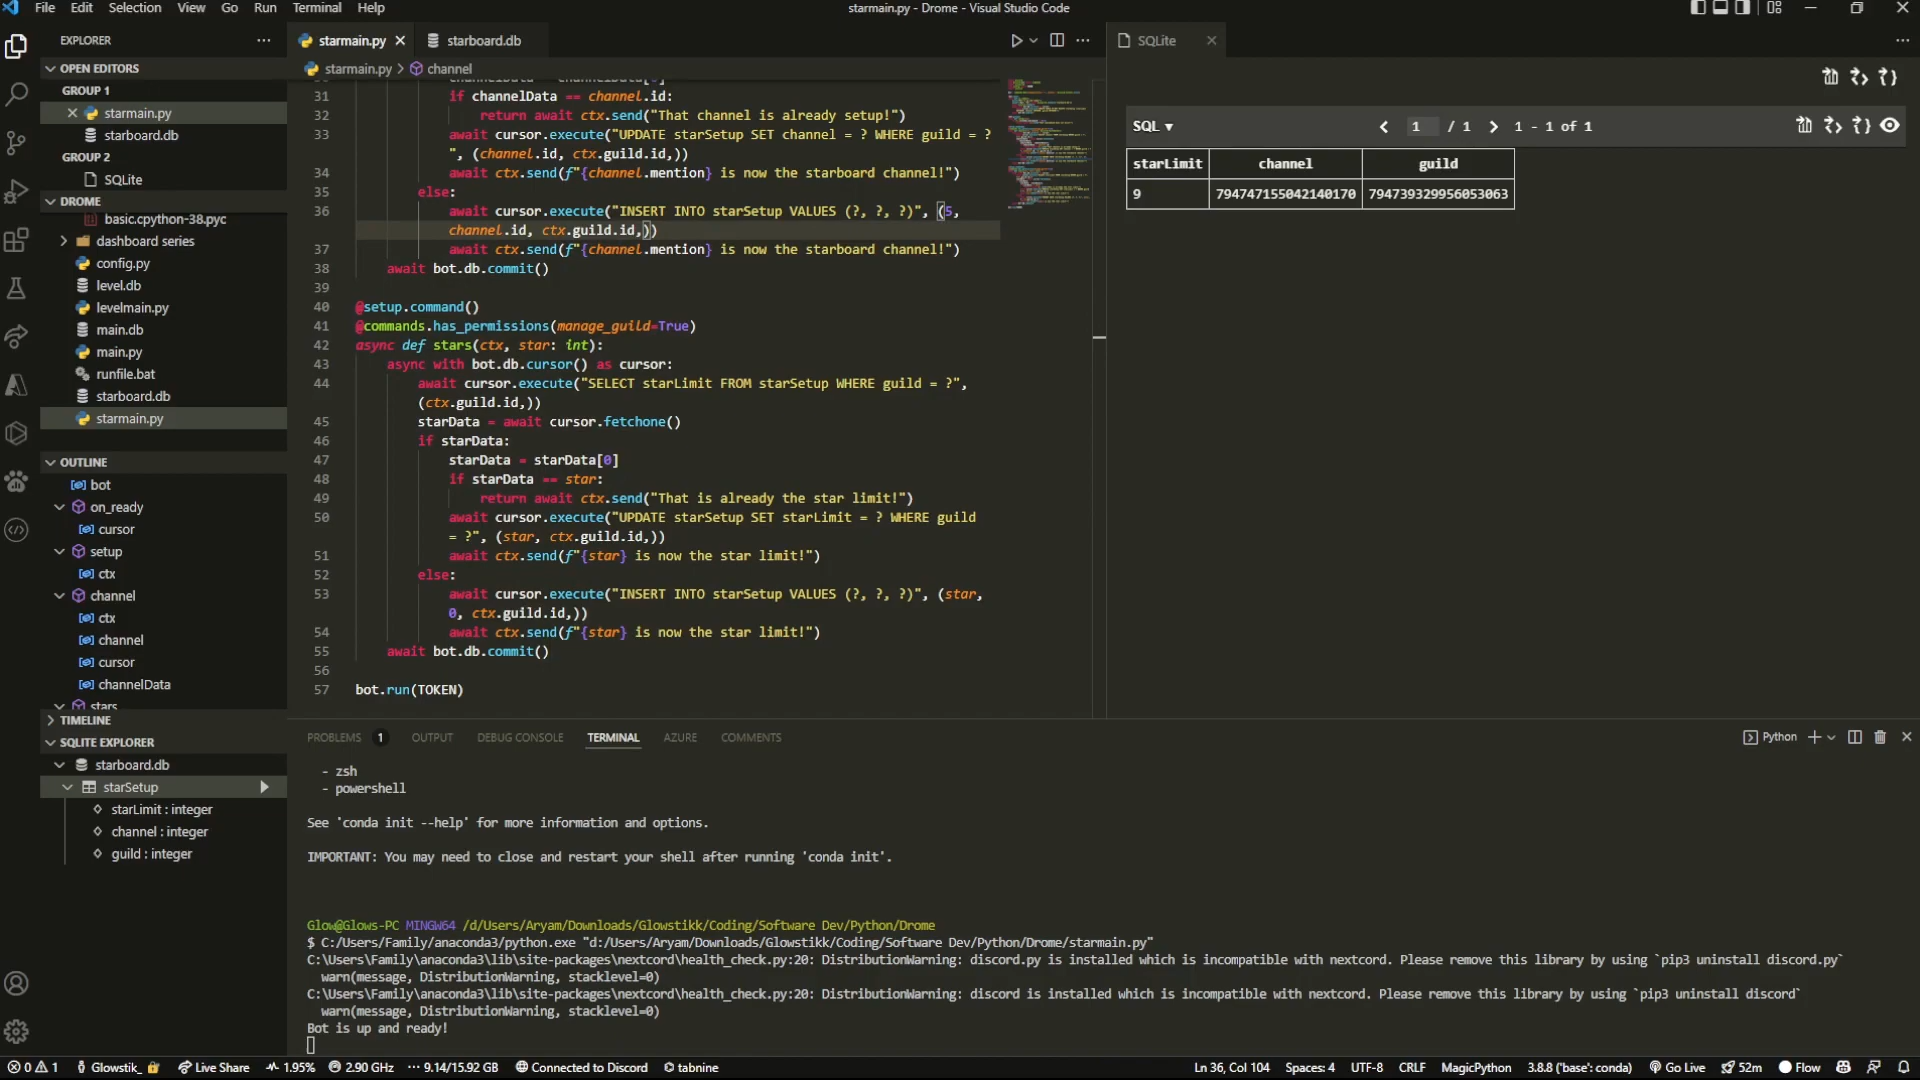 File Edit Selection View Go Run Terminal Help
starmain.py - Drome - Visual Studio Code
EXPLORER
OPEN EDITORS
GROUP 1
starmain.py
starboard.db
GROUP 2
SQLite
DROME
basic.cpython-38.pyc
dashboard series
config.py
level.db
levelmain.py
main.db
main.py
runfile.bat
starboard.db
starmain.py
OUTLINE
bot
on_ready
cursor
setup
ctx
channel
ctx
channel
cursor
channelData
stars
TIMELINE
SQLITE EXPLORER
starboard.db
starSetup
starLimit : integer
channel : integer
guild : integer
starmain.py
starboard.db
starmain.py > channel
31 if channelData == channel.id:
32 return await ctx.send("That channel is already setup!")
33 await cursor.execute("UPDATE starSetup SET channel = ? WHERE guild = ?
", (channel.id, ctx.guild.id,))
34 await ctx.send(f"{channel.mention} is now the starboard channel!")
35 else:
36 await cursor.execute("INSERT INTO starSetup VALUES (?, ?, ?)", (5,
channel.id, ctx.guild.id,))
37 await ctx.send(f"{channel.mention} is now the starboard channel!")
38 await bot.db.commit()
39
40 @setup.command()
41 @commands.has_permissions(manage_guild=True)
42 async def stars(ctx, star: int):
43 async with bot.db.cursor() as cursor:
44 await cursor.execute("SELECT starLimit FROM starSetup WHERE guild = ?",
(ctx.guild.id,))
45 starData = await cursor.fetchone()
46 if starData:
47 starData = starData[0]
48 if starData == star:
49 return await ctx.send("That is already the star limit!")
50 await cursor.execute("UPDATE starSetup SET starLimit = ? WHERE guild
= ?", (star, ctx.guild.id,))
51 await ctx.send(f"{star} is now the star limit!")
52 else:
53 await cursor.execute("INSERT INTO starSetup VALUES (?, ?, ?)", (star,
0, ctx.guild.id,))
54 await ctx.send(f"{star} is now the star limit!")
55 await bot.db.commit()
56
57 bot.run(TOKEN)
SQLite
SQL ▾ 1 / 1 1 - 1 of 1
starLimit channel guild
9 794747155042140170 794739329956053063
PROBLEMS 1 OUTPUT DEBUG CONSOLE TERMINAL AZURE COMMENTS
Python
- zsh
- powershell
See 'conda init --help' for more information and options.
IMPORTANT: You may need to close and restart your shell after running 'conda init'.
Glow@Glows-PC MINGW64 /d/Users/Aryam/Downloads/Glowstikk/Coding/Software Dev/Python/Drome
$ C:/Users/Family/anaconda3/python.exe "d:/Users/Aryam/Downloads/Glowstikk/Coding/Software Dev/Python/Drome/starmain.py"
C:\Users\Family\anaconda3\lib\site-packages\nextcord\health_check.py:20: DistributionWarning: discord.py is installed which is incompatible with nextcord. Please remove this library by using `pip3 uninstall discord.py`
warn(message, DistributionWarning, stacklevel=0)
C:\Users\Family\anaconda3\lib\site-packages\nextcord\health_check.py:20: DistributionWarning: discord is installed which is incompatible with nextcord. Please remove this library by using `pip3 uninstall discord`
warn(message, DistributionWarning, stacklevel=0)
Bot is up and ready!
0 1 Glowstik_ Live Share 1.95% 2.90 GHz 9.14/15.92 GB Connected to Discord tabnine Ln 36, Col 104 Spaces: 4 UTF-8 CRLF MagicPython 3.8.8 ('base': conda) Go Live 52m Flow